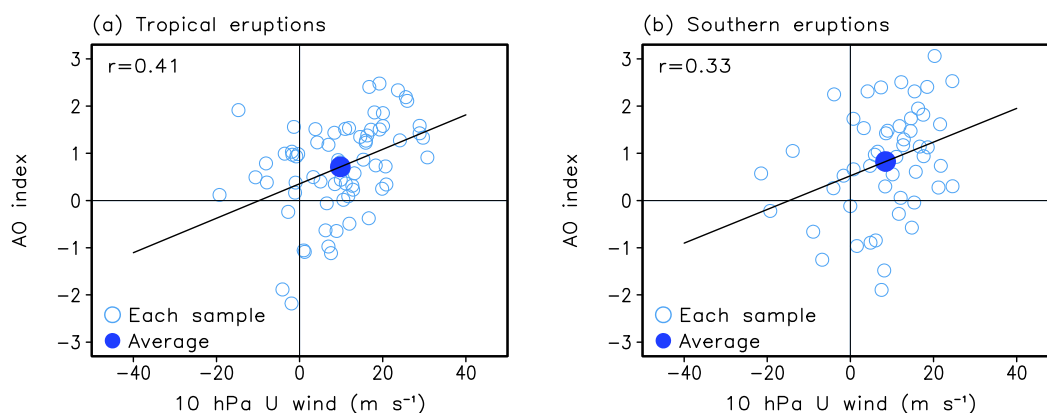 (a) Tropical eruptions
r=0.41
3
2
1
0
−1
−2
−3
AO index
Each sample
Average
−40
−20
0
20
40
10 hPa U wind (m s⁻¹)
(b) Southern eruptions
r=0.33
3
2
1
0
−1
−2
−3
AO index
Each sample
Average
−40
−20
0
20
40
10 hPa U wind (m s⁻¹)